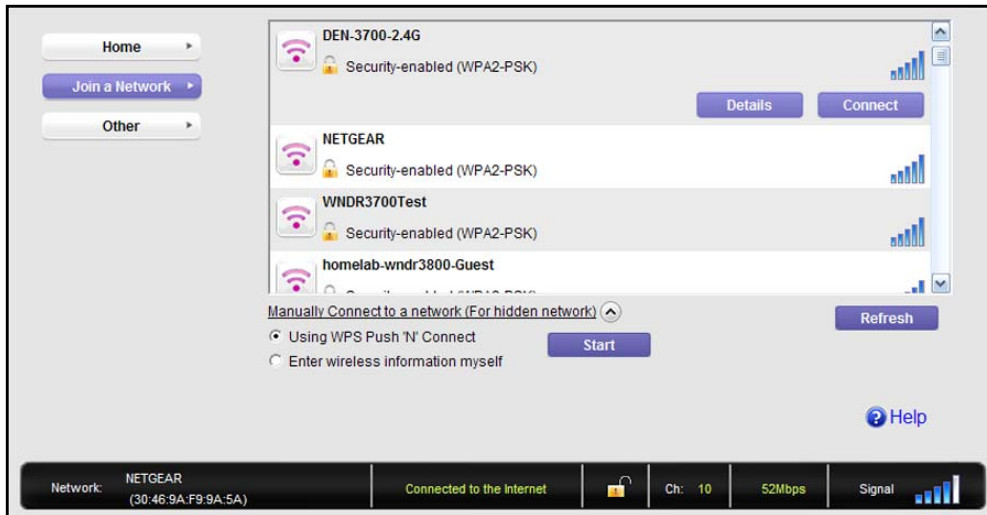 Home
Join a Network
Other
DEN-3700-2.4G
Security-enabled (WPA2-PSK)
Details
Connect
NETGEAR
Security-enabled (WPA2-PSK)
WNDR3700Test
Security-enabled (WPA2-PSK)
homelab-wndr3800-Guest
Manually Connect to a network (For hidden network)
Refresh
Using WPS Push 'N' Connect
Start
Enter wireless information myself
? Help
Network: NETGEAR
(30:46:9A:F9:9A:5A)
Connected to the Internet
Ch: 10
52Mbps
Signal